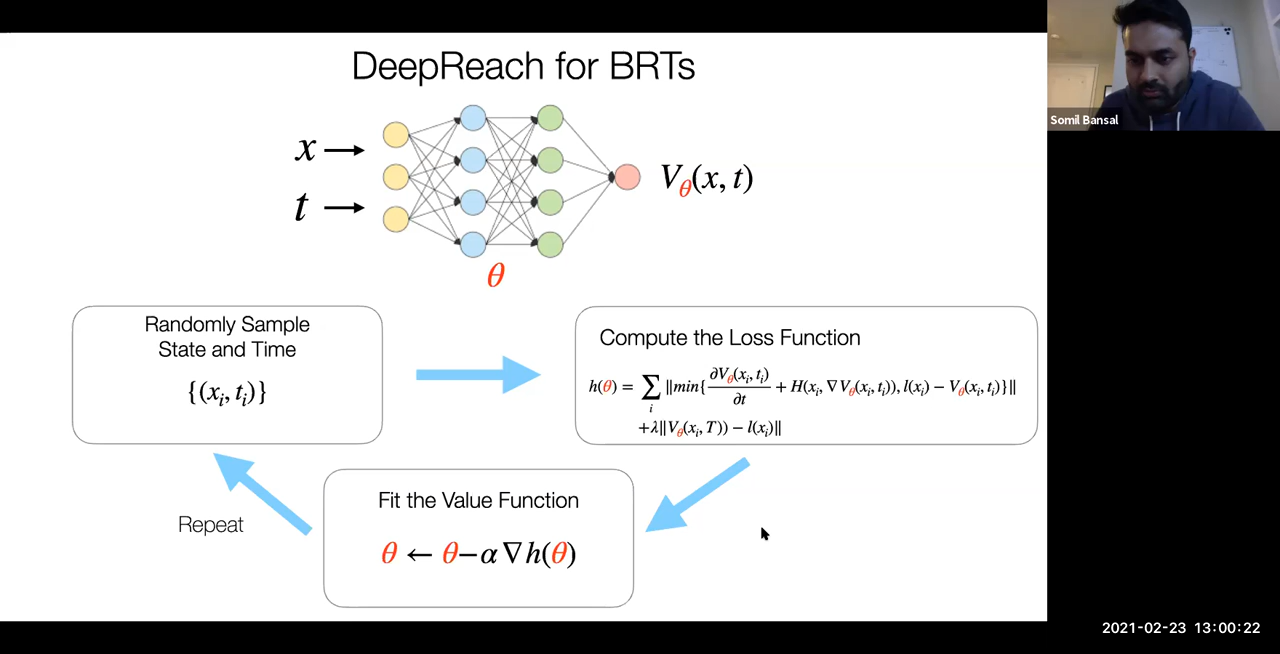 DeepReach for BRTs
x
t
θ
V_θ(x, t)
Somil Bansal
Randomly Sample
State and Time
{(x_i, t_i)}
Compute the Loss Function
h(θ) = ∑_i ‖min{∂V_θ(x_i, t_i)/∂t + H(x_i, ∇V_θ(x_i, t_i)), l(x_i) − V_θ(x_i, t_i)}‖
+λ‖V_θ(x_i, T)) − l(x_i)‖
Fit the Value Function
θ ← θ−α∇h(θ)
Repeat
2021-02-23 13:00:22